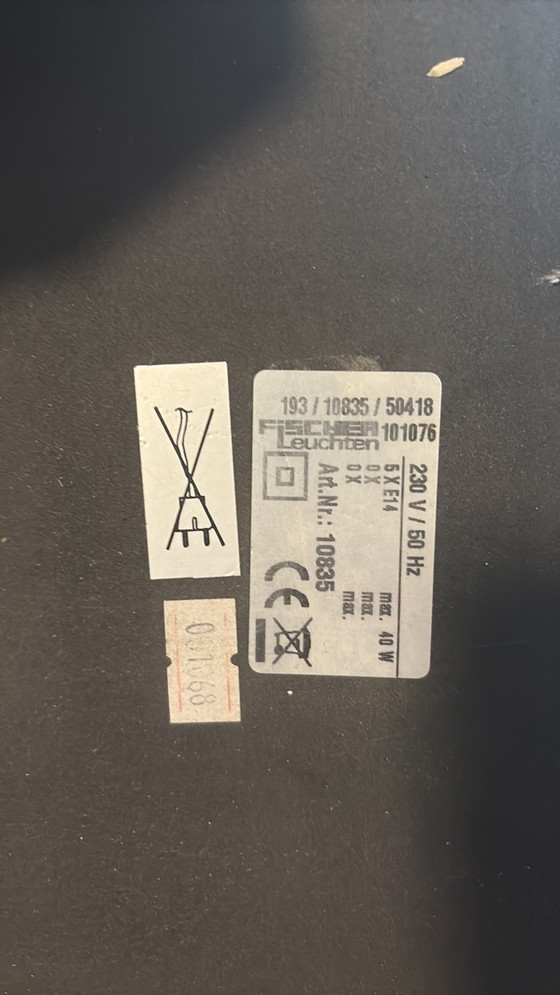 193 / 10835 / 50418
FiSCHER
Leuchten
101076
230 V / 50 Hz
5 X E14 max. 40 W
0 X max.
0 X max.
Art.Nr.: 10835
CE